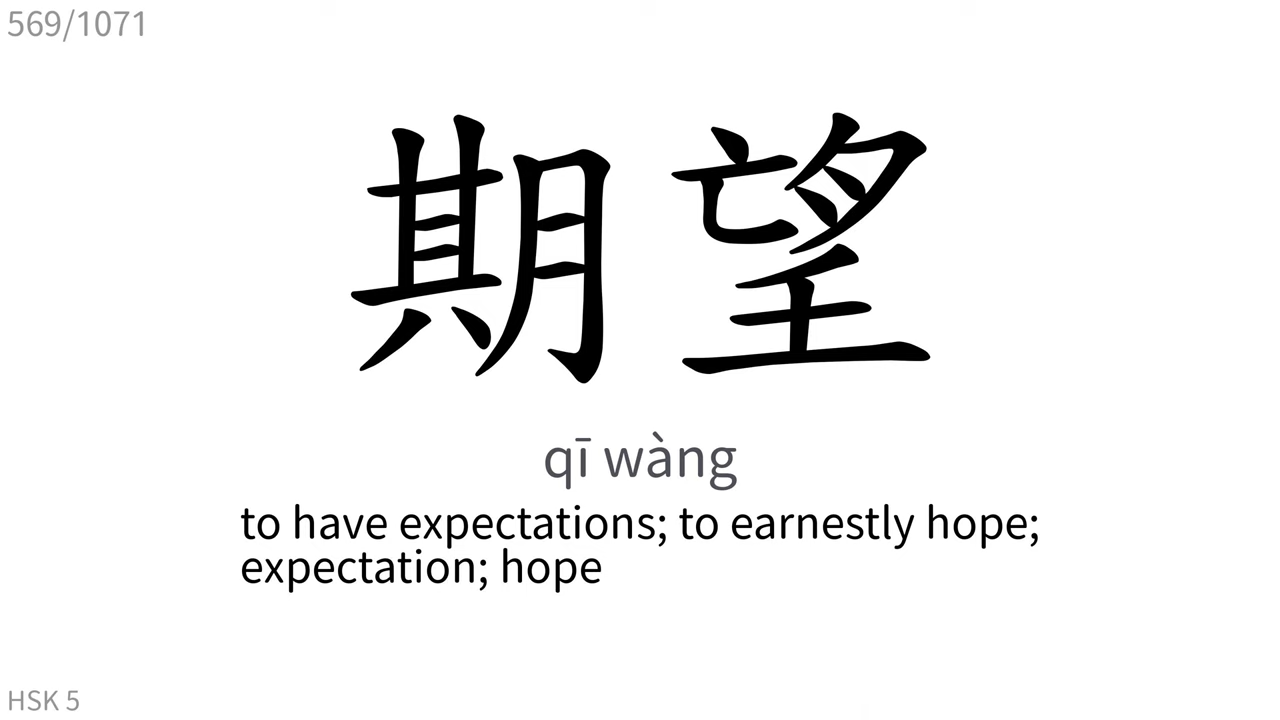 569/1071
期望
qī wàng
to have expectations; to earnestly hope;
expectation; hope
HSK 5